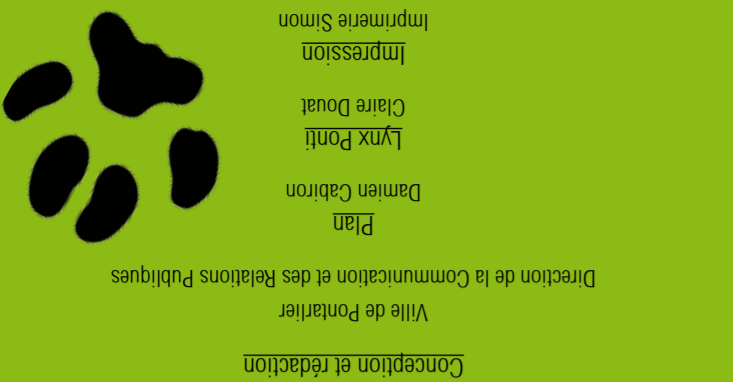 Conception et rédaction
Ville de Pontarlier
Direction de la Communication et des Relations Publiques
Plan
Damien Cabiron
Lynx Ponti
Claire Douat
Impression
Imprimerie Simon